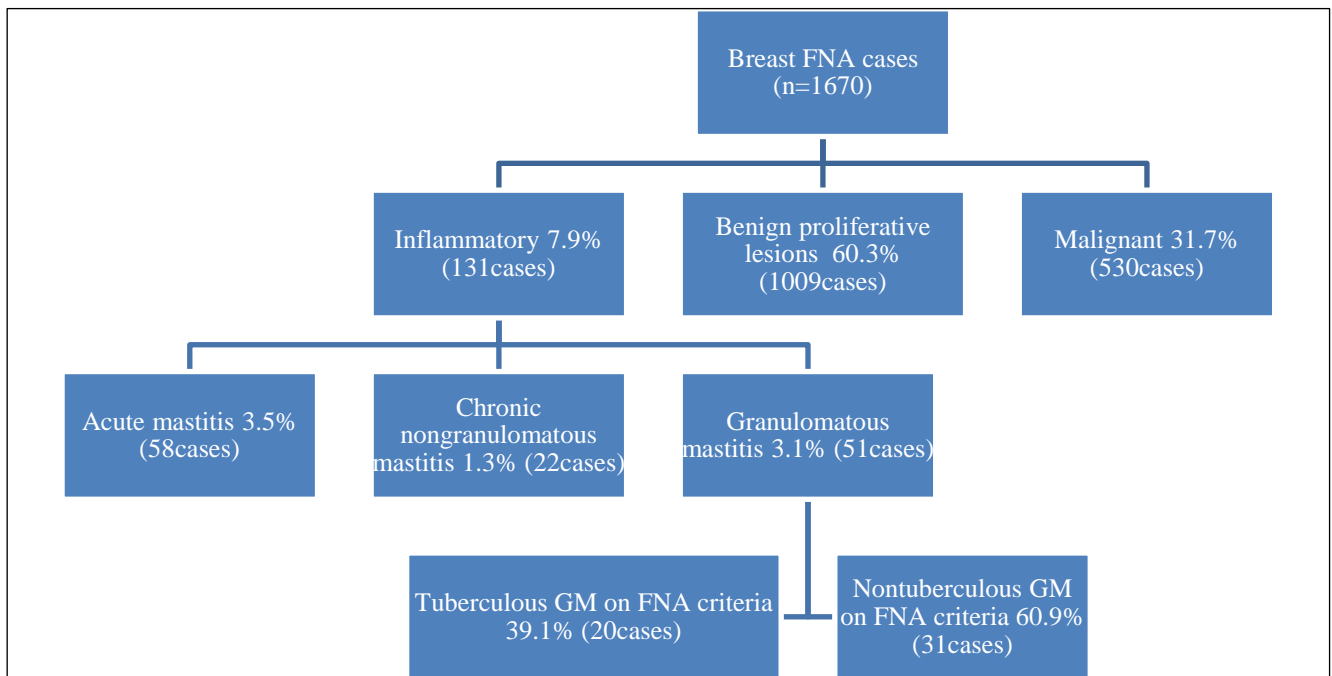 Breast FNA cases
(n=1670)
Inflammatory 7.9%
(131cases)
Benign proliferative
lesions 60.3%
(1009cases)
Malignant 31.7%
(530cases)
Acute mastitis 3.5%
(58cases)
Chronic
nongranulomatous
mastitis 1.3% (22cases)
Granulomatous
mastitis 3.1% (51cases)
Tuberculous GM on FNA criteria
39.1% (20cases)
Nontuberculous GM
on FNA criteria 60.9%
(31cases)